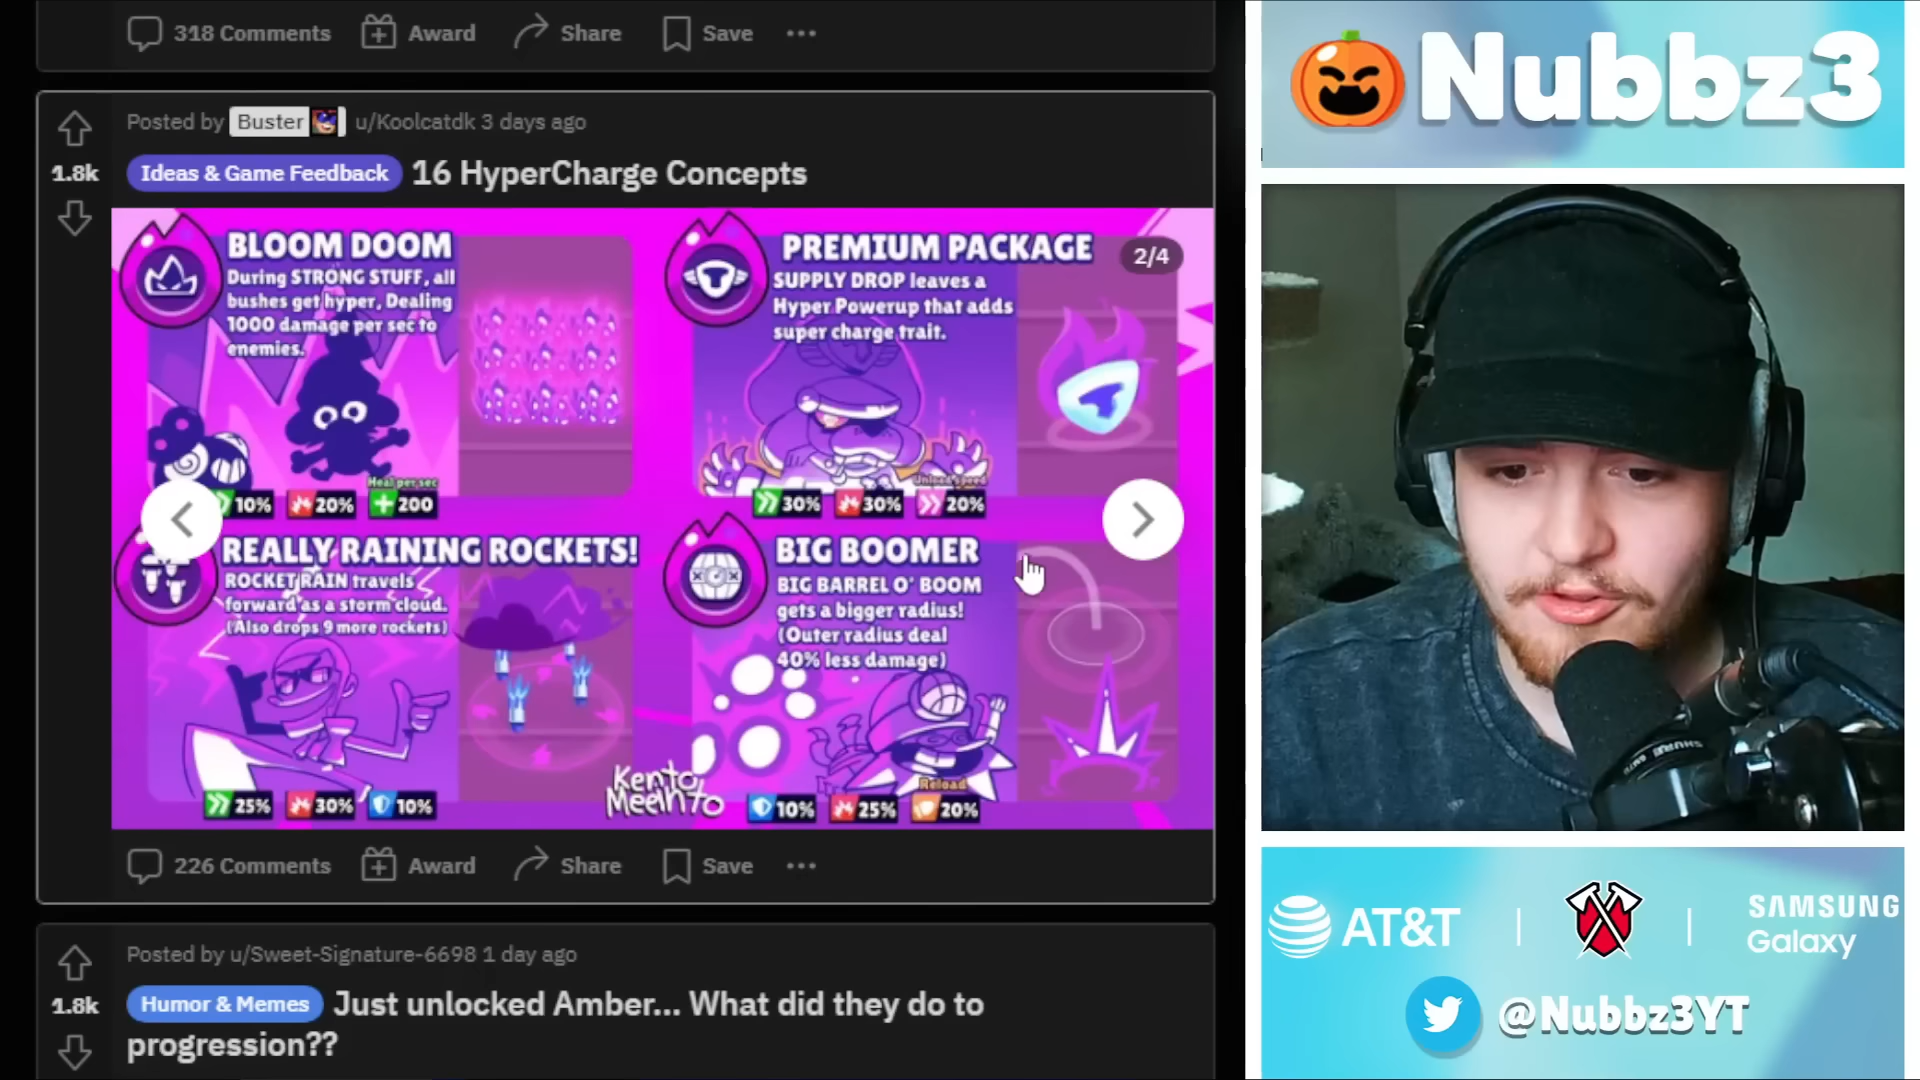 318 Comments Award Share Save
Posted by Buster u/Koolcatdk 3 days ago
1.8k
Ideas & Game Feedback 16 HyperCharge Concepts
BLOOM DOOM
During STRONG STUFF, all
bushes get hyper, Dealing
1000 damage per sec to
enemies.
Heal per sec
10% 20% +200
PREMIUM PACKAGE
2/4
SUPPLY DROP leaves a
Hyper Powerup that adds
super charge trait.
Unload speed
30% 30% 20%
REALLY RAINING ROCKETS!
ROCKET RAIN travels
forward as a storm cloud.
(Also drops 9 more rockets)
25% 30% 10%
BIG BOOMER
BIG BARREL O' BOOM
gets a bigger radius!
(Outer radius deal
40% less damage)
Reload
10% 25% 20%
Kento
Meento
226 Comments Award Share Save
Posted by u/Sweet-Signature-6698 1 day ago
1.8k
Humor & Memes Just unlocked Amber... What did they do to
progression??
Nubbz3
SHURE
AT&T
SAMSUNG
Galaxy
@Nubbz3YT